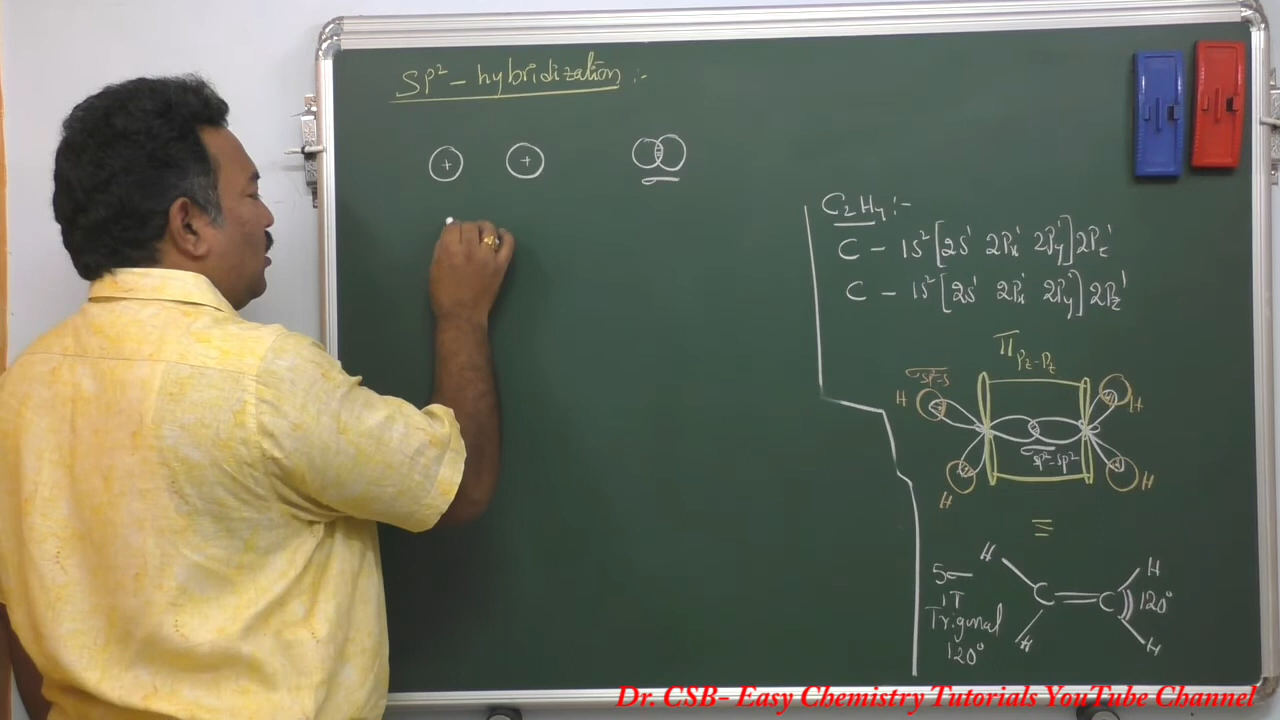 SP² - hybridization :-
+ +
C₂H₄ :-
C - 1S² [2S¹ 2Px¹ 2Py¹] 2Pz¹
C - 1S² [2S¹ 2Px¹ 2Py¹] 2Pz¹
π Pz-Pz
σ sp²-s
H H
σ sp²-sp²
H H
≡
H H
5σ
1π
C = C 120°
Trigonal
120°
H H
Dr. CSB- Easy Chemistry Tutorials YouTube Channel